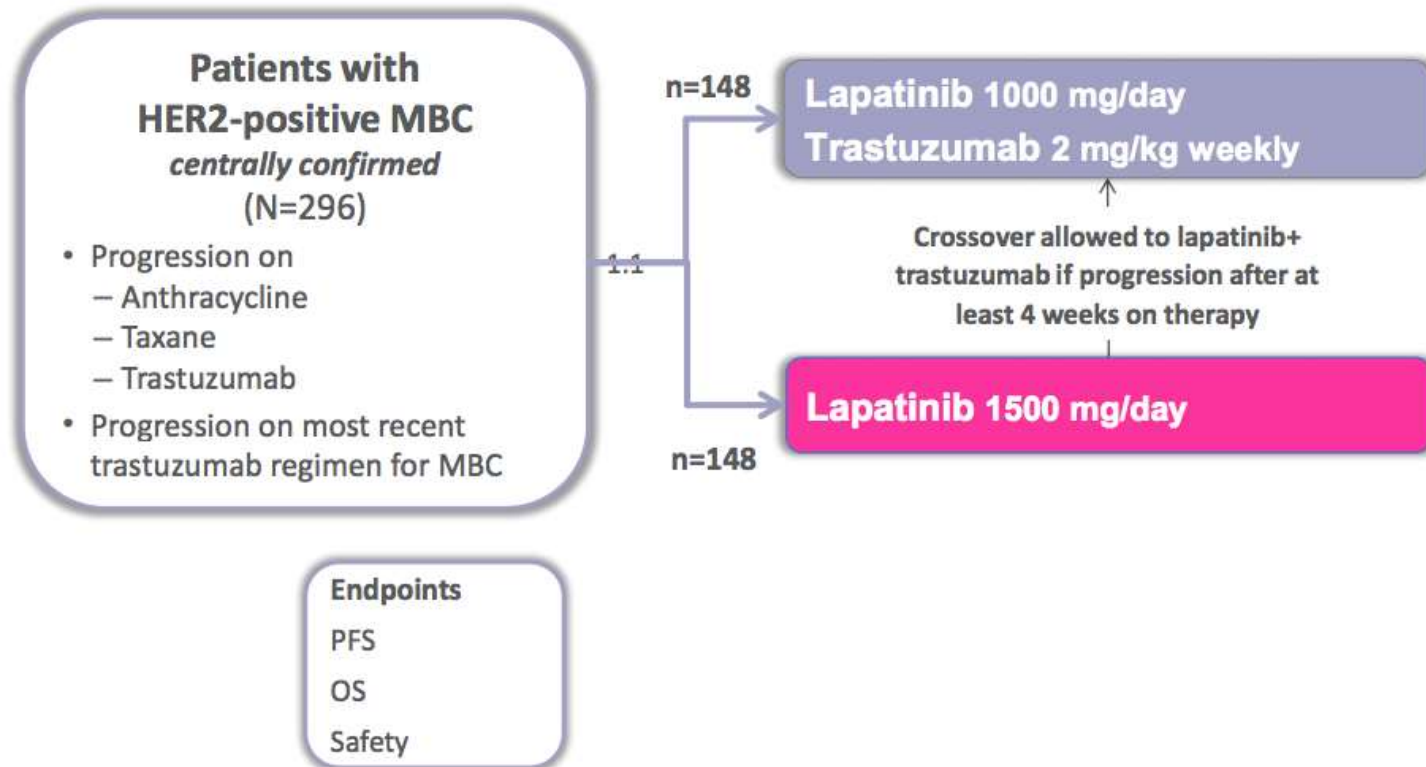 Patients with
HER2-positive MBC
centrally confirmed
(N=296)
• Progression on
– Anthracycline
– Taxane
– Trastuzumab
• Progression on most recent
trastuzumab regimen for MBC
1:1
n=148
Lapatinib 1000 mg/day
Trastuzumab 2 mg/kg weekly
Crossover allowed to lapatinib+
trastuzumab if progression after at
least 4 weeks on therapy
Lapatinib 1500 mg/day
n=148
Endpoints
PFS
OS
Safety